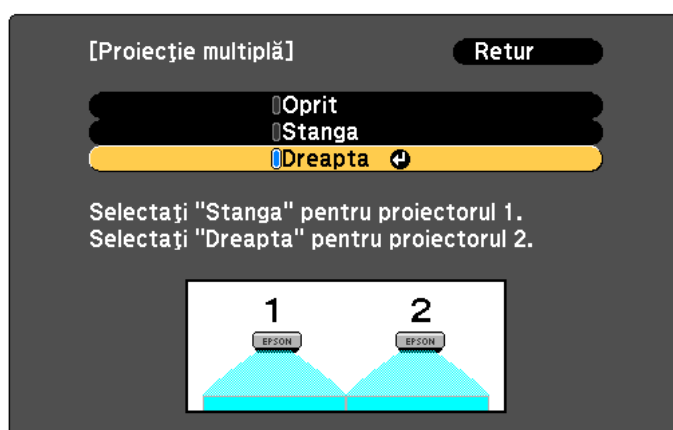 [Proiecţie multiplă] Retur
Oprit
Stanga
Dreapta
Selectaţi "Stanga" pentru proiectorul 1.
Selectaţi "Dreapta" pentru proiectorul 2.
1 2
EPSON EPSON